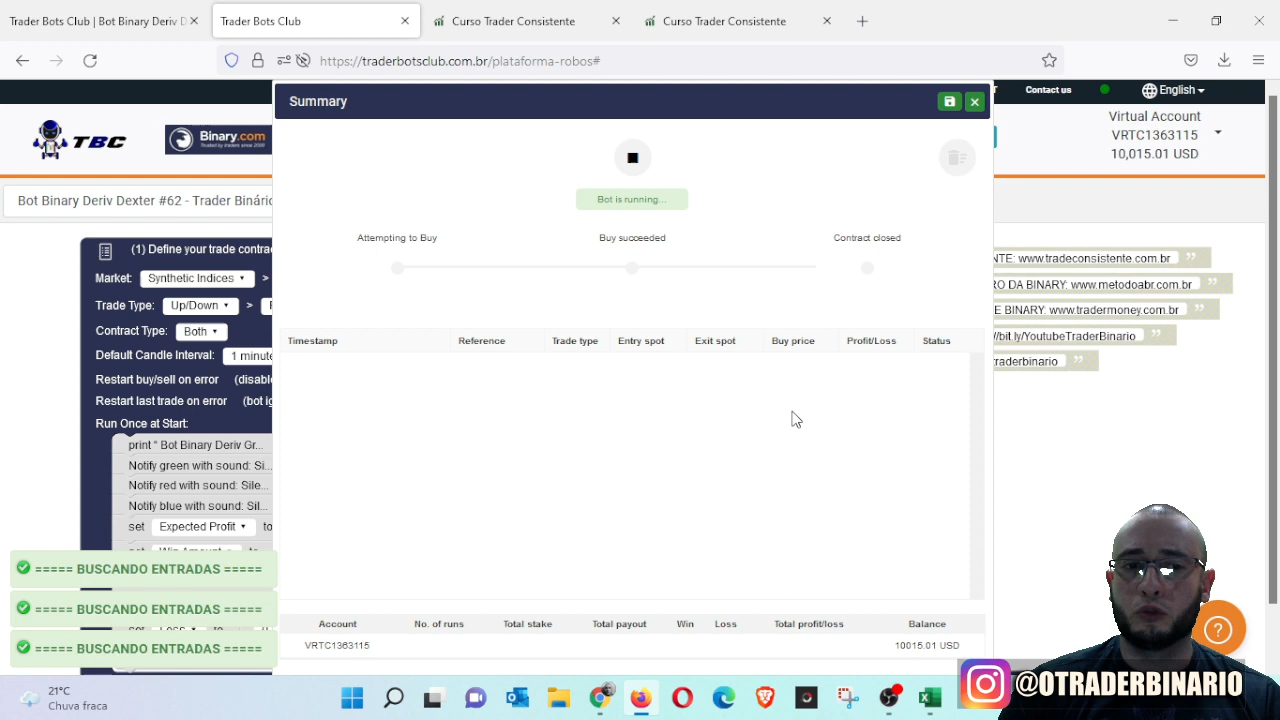 Trader Bots Club | Bot Binary Deriv D
Trader Bots Club
Curso Trader Consistente
Curso Trader Consistente
https://traderbotsclub.com.br/plataforma-robos#
Contact us
English
TBC
Binary.com
Trusted by traders since 2000
Virtual Account
VRTC1363115
10,015.01 USD
Summary
Bot is running...
Attempting to Buy
Buy succeeded
Contract closed
Bot Binary Deriv Dexter #62 - Trader Binári
(1) Define your trade contra
Market: Synthetic Indices >
Trade Type: Up/Down >
Contract Type: Both
Default Candle Interval: 1 minute
Restart buy/sell on error (disabl
Restart last trade on error (bot ig
Run Once at Start:
print " Bot Binary Deriv Gr...
Notify green with sound: Si...
Notify red with sound: Sile...
Notify blue with sound: Sil...
set Expected Profit to
NTE: www.tradeconsistente.com.br
RO DA BINARY: www.metodoabr.com.br
E BINARY: www.tradermoney.com.br
//bit.ly/YoutubeTraderBinario
traderbinario
Timestamp Reference Trade type Entry spot Exit spot Buy price Profit/Loss Status
===== BUSCANDO ENTRADAS =====
===== BUSCANDO ENTRADAS =====
===== BUSCANDO ENTRADAS =====
Account No. of runs Total stake Total payout Win Loss Total profit/loss Balance
VRTC1363115 10015.01 USD
@OTRADERBINARIO
21°C
Chuva fraca